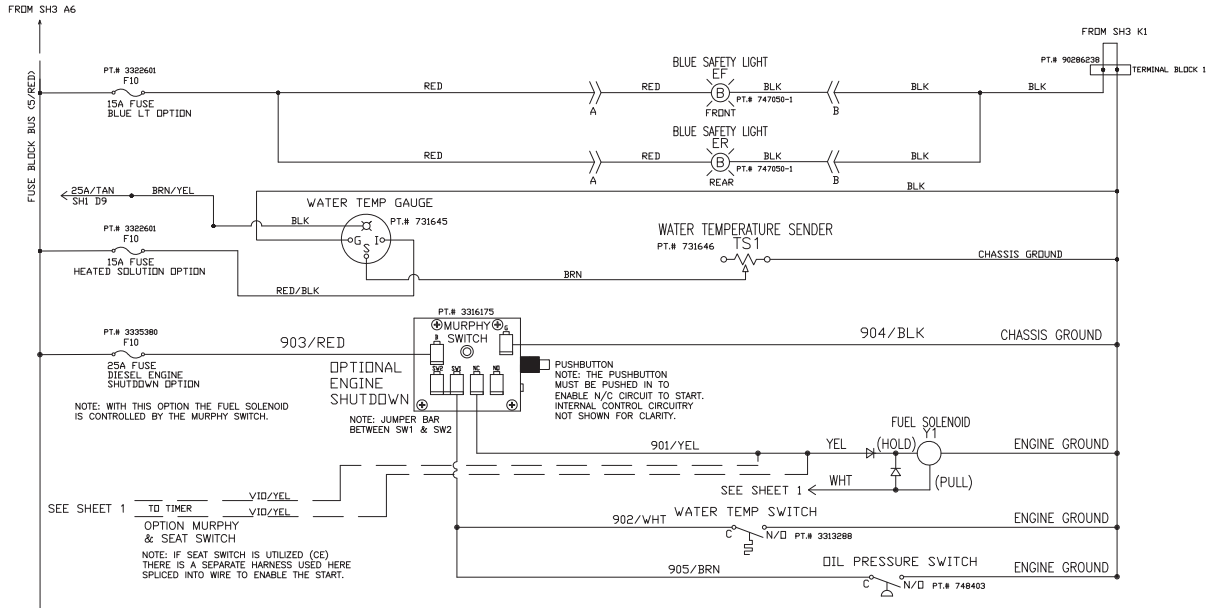 FROM SH3 A6
FROM SH3 K1
PT.# 90286238
TERMINAL BLOCK 1
FUSE BLOCK BUS (5/RED)
PT.# 3322601
F10
15A FUSE
BLUE LT OPTION
RED
A
RED
BLUE SAFETY LIGHT
EF
B
PT.# 747050-1
FRONT
BLK
B
BLK
BLK
RED
A
RED
BLUE SAFETY LIGHT
ER
B
PT.# 747050-1
REAR
BLK
B
BLK
BLK
25A/TAN
SH1 D9
BRN/YEL
WATER TEMP GAUGE
PT.# 731645
BLK
G
I
S
PT.# 3322601
F10
15A FUSE
HEATED SOLUTION OPTION
RED/BLK
BRN
WATER TEMPERATURE SENDER
PT.# 731646
TS1
CHASSIS GROUND
PT.# 3335380
F10
25A FUSE
DIESEL ENGINE
SHUTDOWN OPTION
903/RED
PT.# 3316175
MURPHY
SWITCH
B
G
SW2
SW1
NC
NO
904/BLK
CHASSIS GROUND
OPTIONAL
ENGINE
SHUTDOWN
PUSHBUTTON
NOTE: THE PUSHBUTTON
MUST BE PUSHED IN TO
ENABLE N/C CIRCUIT TO START.
INTERNAL CONTROL CIRCUITRY
NOT SHOWN FOR CLARITY.
NOTE: WITH THIS OPTION THE FUEL SOLENOID
IS CONTROLLED BY THE MURPHY SWITCH.
NOTE: JUMPER BAR
BETWEEN SW1 & SW2
901/YEL
YEL
(HOLD)
FUEL SOLENOID
Y1
ENGINE GROUND
WHT
(PULL)
SEE SHEET 1
SEE SHEET 1
TO TIMER
VIO/YEL
VIO/YEL
OPTION MURPHY
& SEAT SWITCH
NOTE: IF SEAT SWITCH IS UTILIZED (CE)
THERE IS A SEPARATE HARNESS USED HERE
SPLICED INTO WIRE TO ENABLE THE START.
902/WHT
WATER TEMP SWITCH
C
N/O
PT.# 3313288
ENGINE GROUND
905/BRN
OIL PRESSURE SWITCH
C
N/O
PT.# 748403
ENGINE GROUND